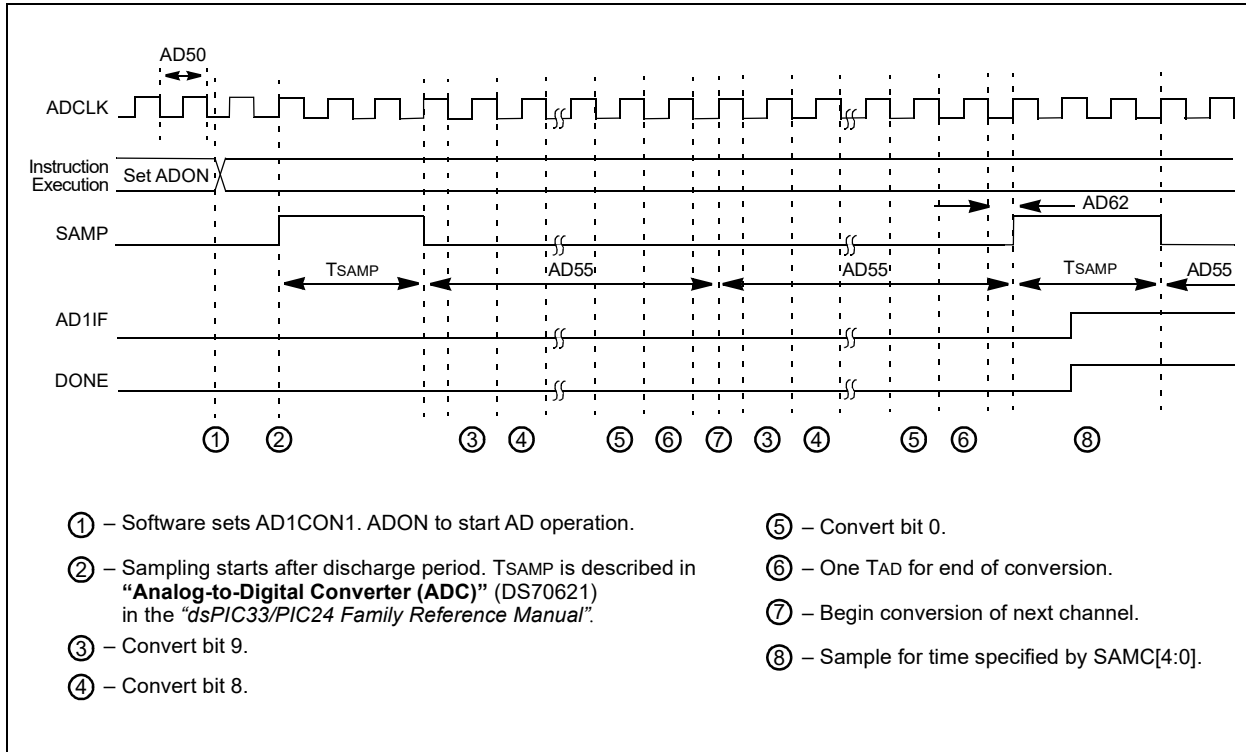 AD50
ADCLK
Instruction
Execution
Set ADON
AD62
SAMP
TSAMP
AD55
AD55
TSAMP
AD55
AD1IF
DONE
1 2 3 4 5 6 7 3 4 5 6 8
1 – Software sets AD1CON1. ADON to start AD operation.
2 – Sampling starts after discharge period. TSAMP is described in
“Analog-to-Digital Converter (ADC)” (DS70621)
in the “dsPIC33/PIC24 Family Reference Manual”.
3 – Convert bit 9.
4 – Convert bit 8.
5 – Convert bit 0.
6 – One TAD for end of conversion.
7 – Begin conversion of next channel.
8 – Sample for time specified by SAMC[4:0].